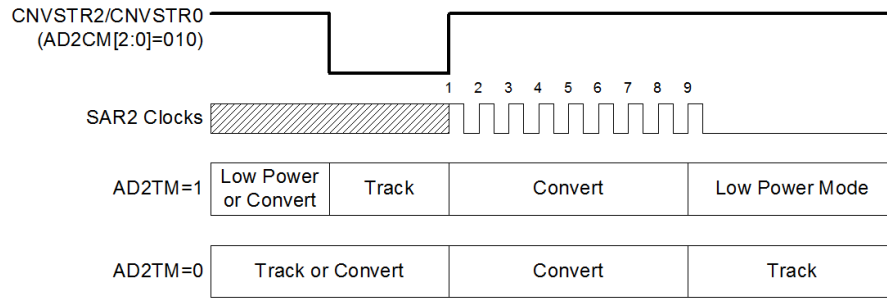 CNVSTR2/CNVSTR0
(AD2CM[2:0]=010)
1 2 3 4 5 6 7 8 9
SAR2 Clocks
AD2TM=1 Low Power or Convert Track Convert Low Power Mode
AD2TM=0 Track or Convert Convert Track